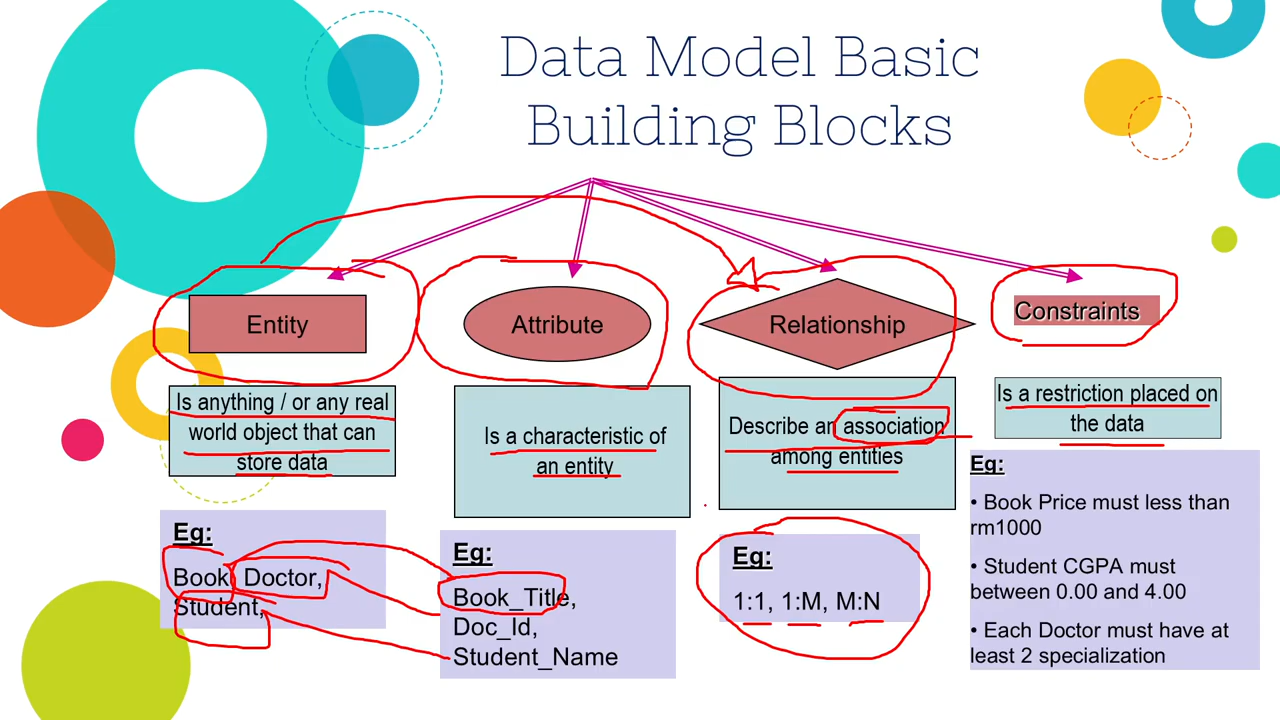 Data Model Basic
Building Blocks
Entity
Attribute
Relationship
Constraints
Is anything / or any real
world object that can
store data
Is a characteristic of
an entity
Describe an association
among entities
Is a restriction placed on
the data
Eg:
Book, Doctor,
Student,
Eg:
Book_Title,
Doc_Id,
Student_Name
Eg:
1:1, 1:M, M:N
Eg:
• Book Price must less than
rm1000
• Student CGPA must
between 0.00 and 4.00
• Each Doctor must have at
least 2 specialization